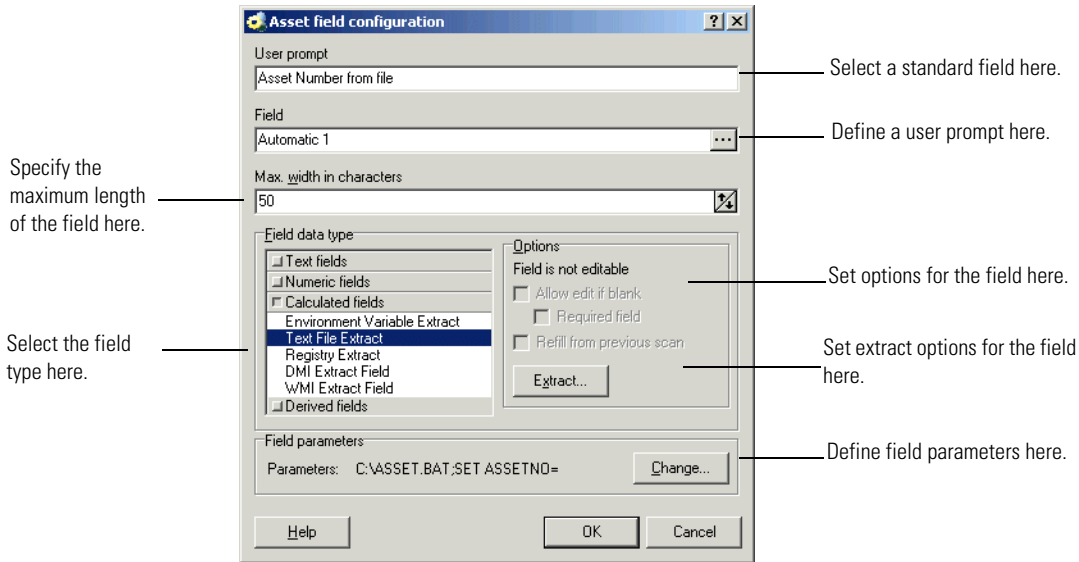 Asset field configuration
User prompt
Asset Number from file
Select a standard field here.
Field
Automatic 1
...
Define a user prompt here.
Specify the
maximum length
of the field here.
Max. width in characters
50
Field data type
Text fields
Numeric fields
Calculated fields
Environment Variable Extract
Text File Extract
Registry Extract
DMI Extract Field
WMI Extract Field
Derived fields
Select the field
type here.
Options
Field is not editable
Allow edit if blank
Required field
Refill from previous scan
Extract...
Set options for the field here.
Set extract options for the field
here.
Field parameters
Parameters: C:\ASSET.BAT;SET ASSETNO=
Change...
Define field parameters here.
Help
OK
Cancel